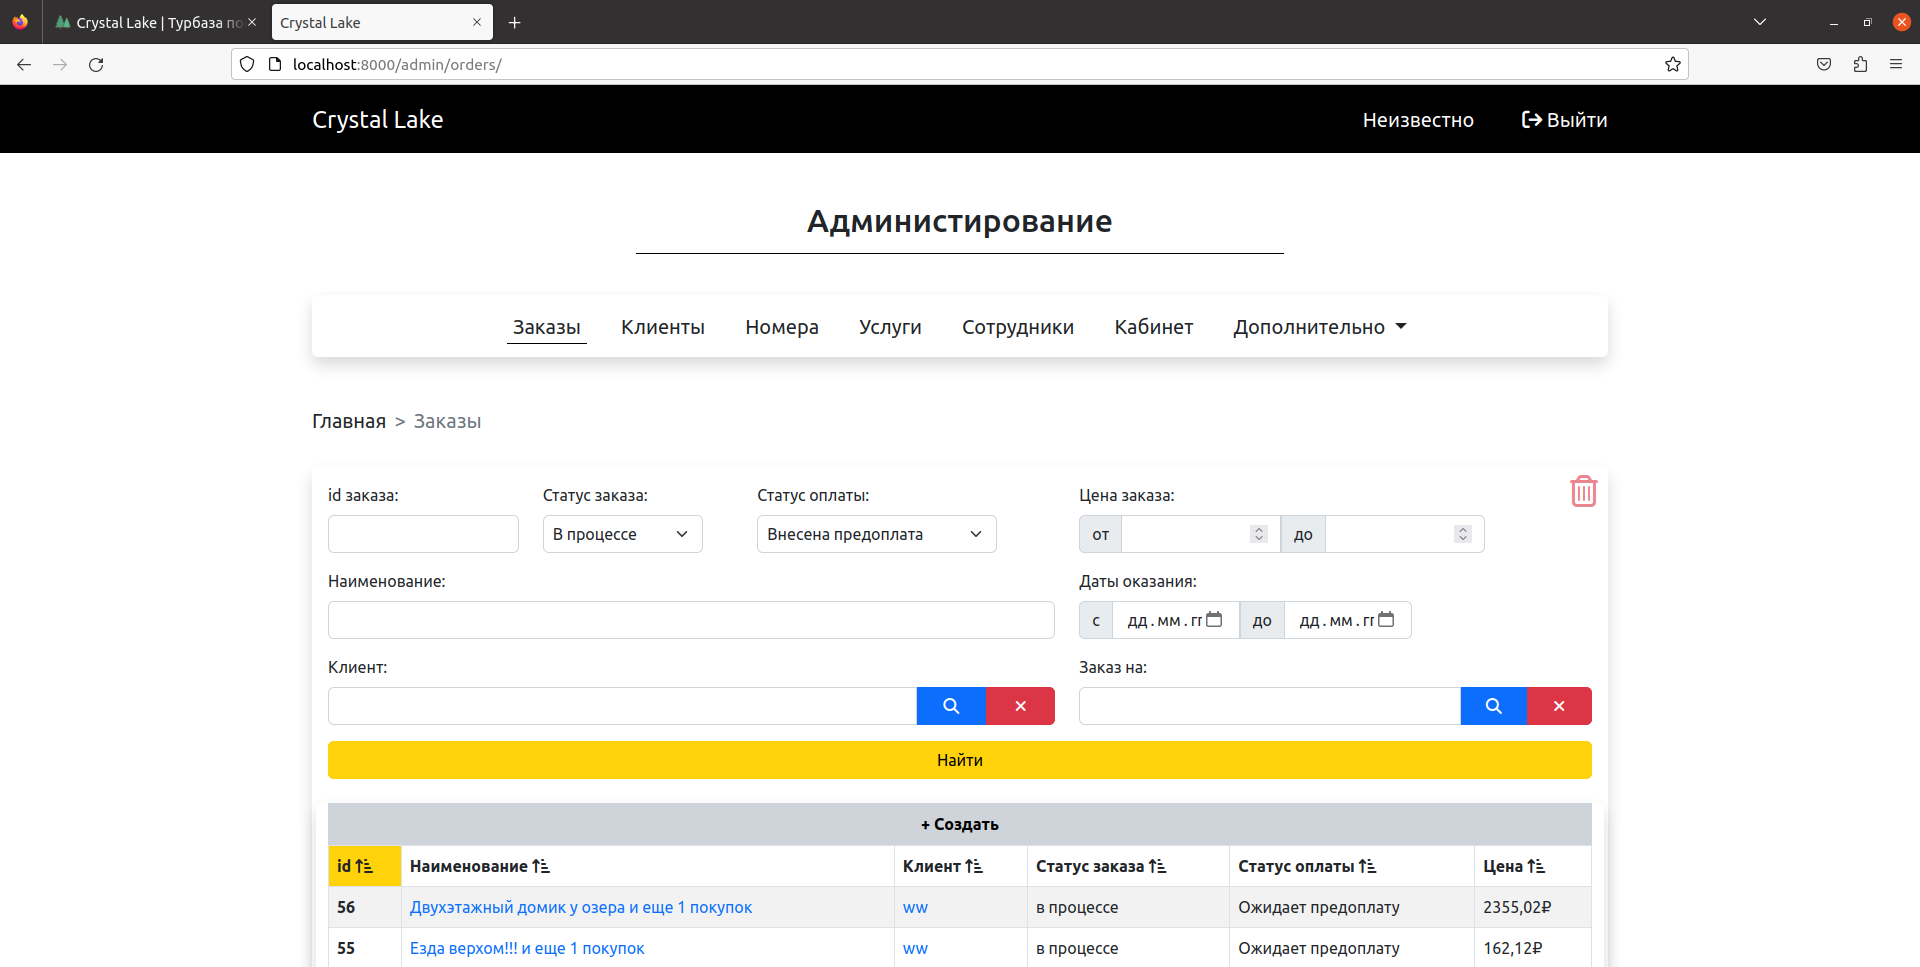 Crystal Lake | Турбаза по
Crystal Lake
localhost:8000/admin/orders/
Crystal Lake
Неизвестно
Выйти
Администирование
Заказы
Клиенты
Номера
Услуги
Сотрудники
Кабинет
Дополнительно
Главная > Заказы
id заказа:
Статус заказа:
Статус оплаты:
Цена заказа:
В процессе
Внесена предоплата
от
до
Наименование:
Даты оказания:
с
дд.мм.гг
до
дд.мм.гг
Клиент:
Заказ на:
Найти
+ Создать
id
Наименование
Клиент
Статус заказа
Статус оплаты
Цена
56
Двухэтажный домик у озера и еще 1 покупок
ww
в процессе
Ожидает предоплату
2355,02₽
55
Езда верхом!!! и еще 1 покупок
ww
в процессе
Ожидает предоплату
162,12₽